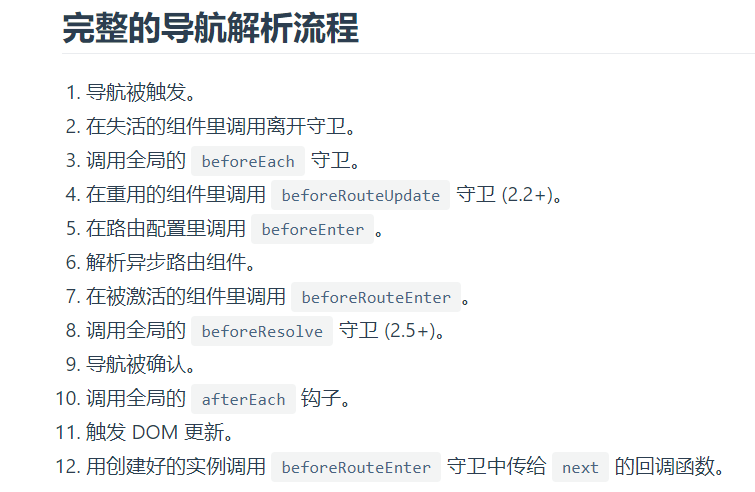 完整的导航解析流程
1. 导航被触发。
2. 在失活的组件里调用离开守卫。
3. 调用全局的 beforeEach 守卫。
4. 在重用的组件里调用 beforeRouteUpdate 守卫 (2.2+)。
5. 在路由配置里调用 beforeEnter。
6. 解析异步路由组件。
7. 在被激活的组件里调用 beforeRouteEnter。
8. 调用全局的 beforeResolve 守卫 (2.5+)。
9. 导航被确认。
10. 调用全局的 afterEach 钩子。
11. 触发 DOM 更新。
12. 用创建好的实例调用 beforeRouteEnter 守卫中传给 next 的回调函数。